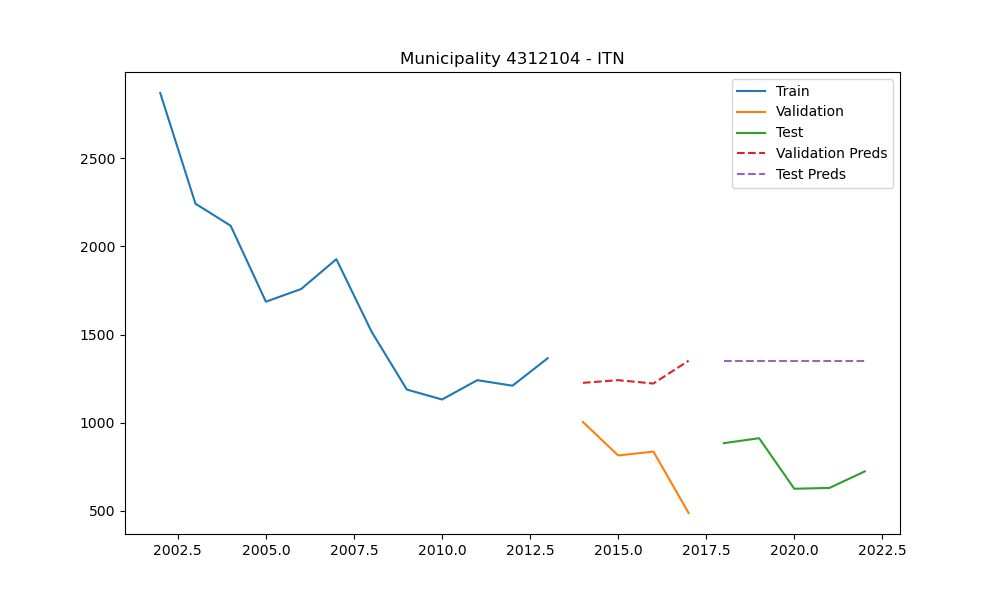 Municipality 4312104 - ITN
Train
Validation
Test
Validation Preds
Test Preds
2500
2000
1500
1000
500
2002.5 2005.0 2007.5 2010.0 2012.5 2015.0 2017.5 2020.0 2022.5